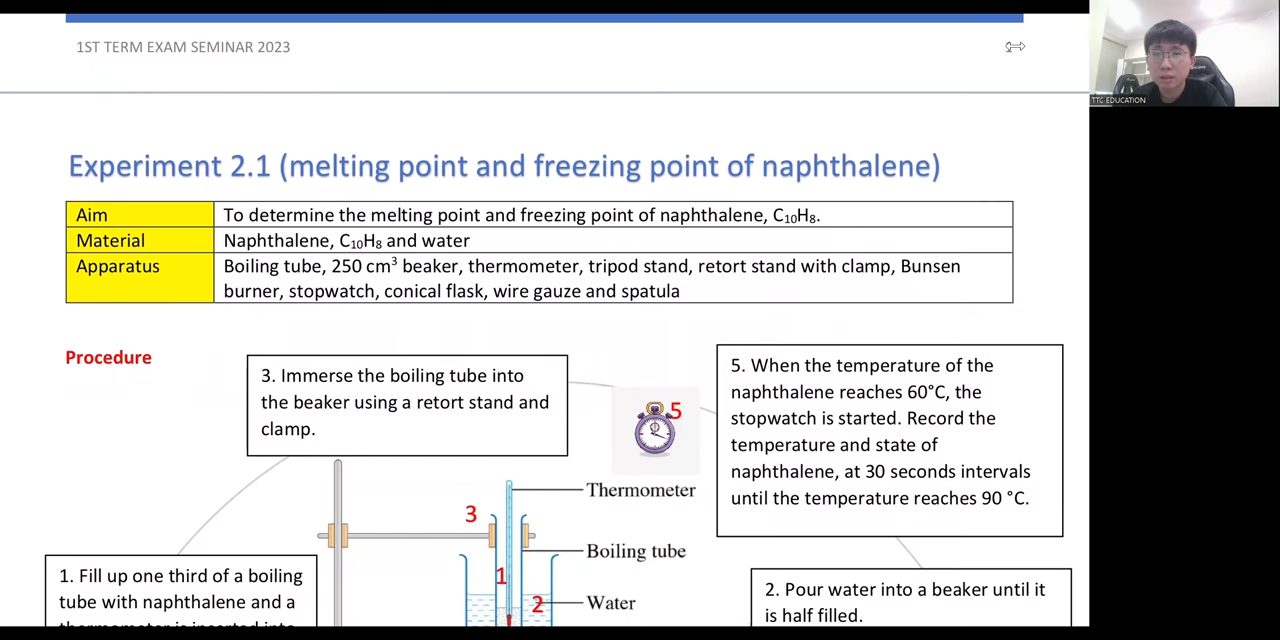 1ST TERM EXAM SEMINAR 2023
TTC EDUCATION
Experiment 2.1 (melting point and freezing point of naphthalene)
Aim
To determine the melting point and freezing point of naphthalene, C₁₀H₈.
Material
Naphthalene, C₁₀H₈ and water
Apparatus
Boiling tube, 250 cm³ beaker, thermometer, tripod stand, retort stand with clamp, Bunsen
burner, stopwatch, conical flask, wire gauze and spatula
Procedure
3. Immerse the boiling tube into
the beaker using a retort stand and
clamp.
5
5. When the temperature of the
naphthalene reaches 60°C, the
stopwatch is started. Record the
temperature and state of
naphthalene, at 30 seconds intervals
until the temperature reaches 90 °C.
Thermometer
3
Boiling tube
1
Water
2
1. Fill up one third of a boiling
tube with naphthalene and a
thermometer is inserted into
2. Pour water into a beaker until it
is half filled.